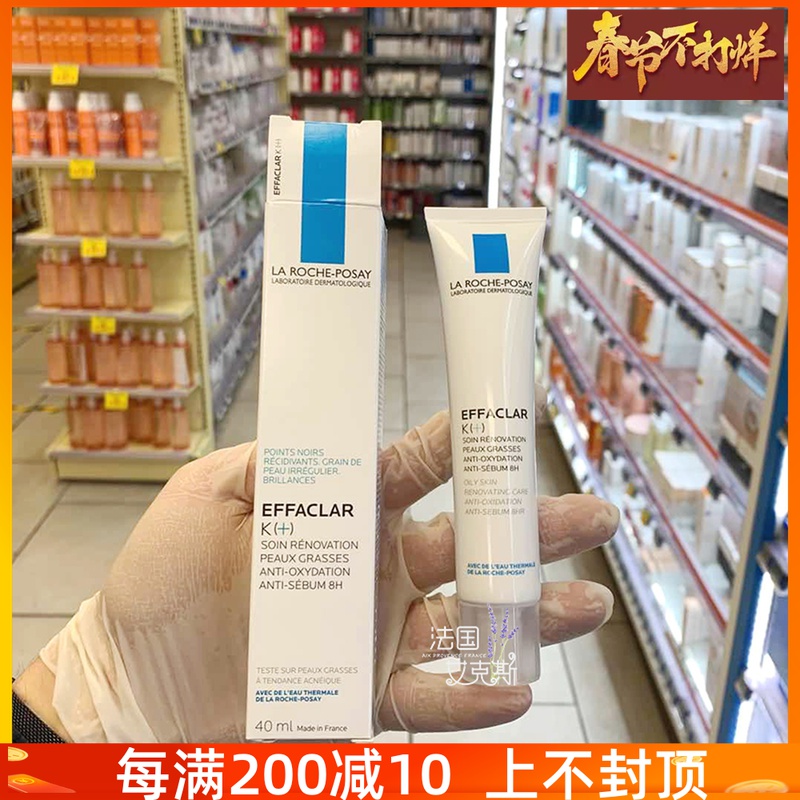 春节不打烊
EFFACLAR K(+)
LA ROCHE-POSAY
LABORATOIRE DERMATOLOGIQUE
POINTS NOIRS
RÉCIDIVANTS, GRAIN DE
PEAU IRRÉGULIER,
BRILLANCES
EFFACLAR
K(+)
SOIN RÉNOVATION
PEAUX GRASSES
ANTI-OXYDATION
ANTI-SÉBUM 8H
TESTÉ SUR PEAUX GRASSES
À TENDANCE ACNÉIQUE
AVEC DE L'EAU THERMALE
DE LA ROCHE-POSAY
40 ml Made in France
LA ROCHE-POSAY
LABORATOIRE DERMATOLOGIQUE
EFFACLAR
K(+)
SOIN RÉNOVATION
PEAUX GRASSES
ANTI-OXYDATION
ANTI-SÉBUM 8H
OILY SKIN
RENOVATING CARE
ANTI-OXIDATION
ANTI-SEBUM 8HR
AVEC DE L'EAU THERMALE
DE LA ROCHE-POSAY
法国
AIX PROVENCE FRANCE
艾克斯
每满200减10 上不封顶